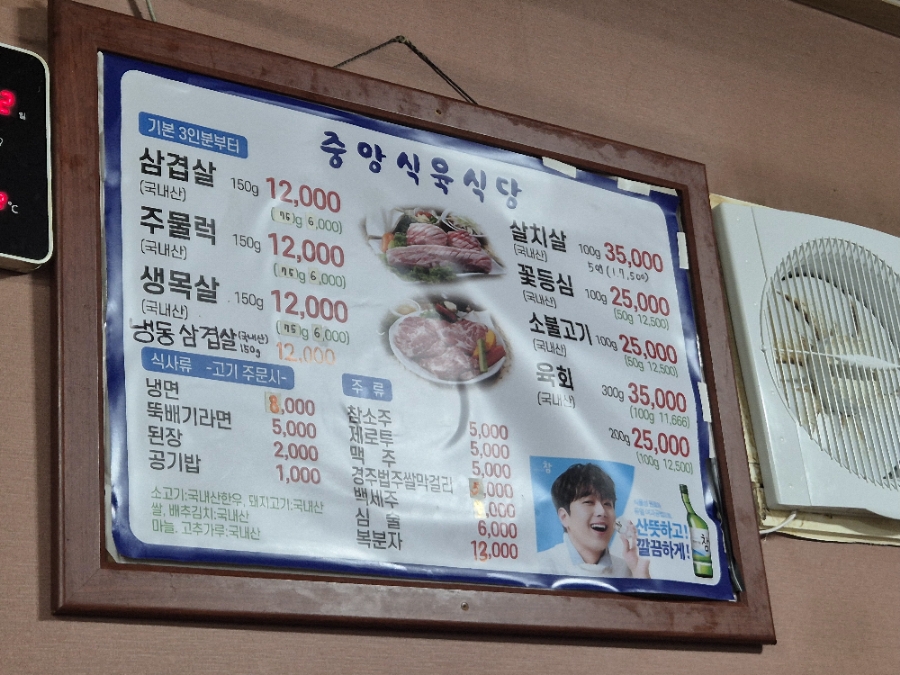 중앙식육식당
기본 3인분부터
삼겹살 150g 12,000
(국내산) (75g 6,000)
주물럭 150g 12,000
(국내산) (75g 6,000)
생목살 150g 12,000
(국내산) (75g 6,000)
냉동 삼겹살 (국내산) 150g 12,000
식사류 -고기 주문시-
냉면 8,000
뚝배기라면 5,000
된장 2,000
공기밥 1,000
소고기:국내산한우, 돼지고기:국내산
쌀, 배추김치:국내산
마늘, 고추가루:국내산
주 류
참소주 5,000
제로투 5,000
맥 주 5,000
경주법주쌀막걸리 ,000
백세주 ,000
심 술 6,000
복분자 13,000
살치살 100g 35,000
(국내산) 50g (17,500)
꽃등심 100g 25,000
(국내산) (50g 12,500)
소불고기 100g 25,000
(국내산) (50g 12,500)
육회 300g 35,000
(국내산) (100g 11,666)
200g 25,000
(100g 12,500)
산뜻하고!
깔끔하게!
참
2 월
℃